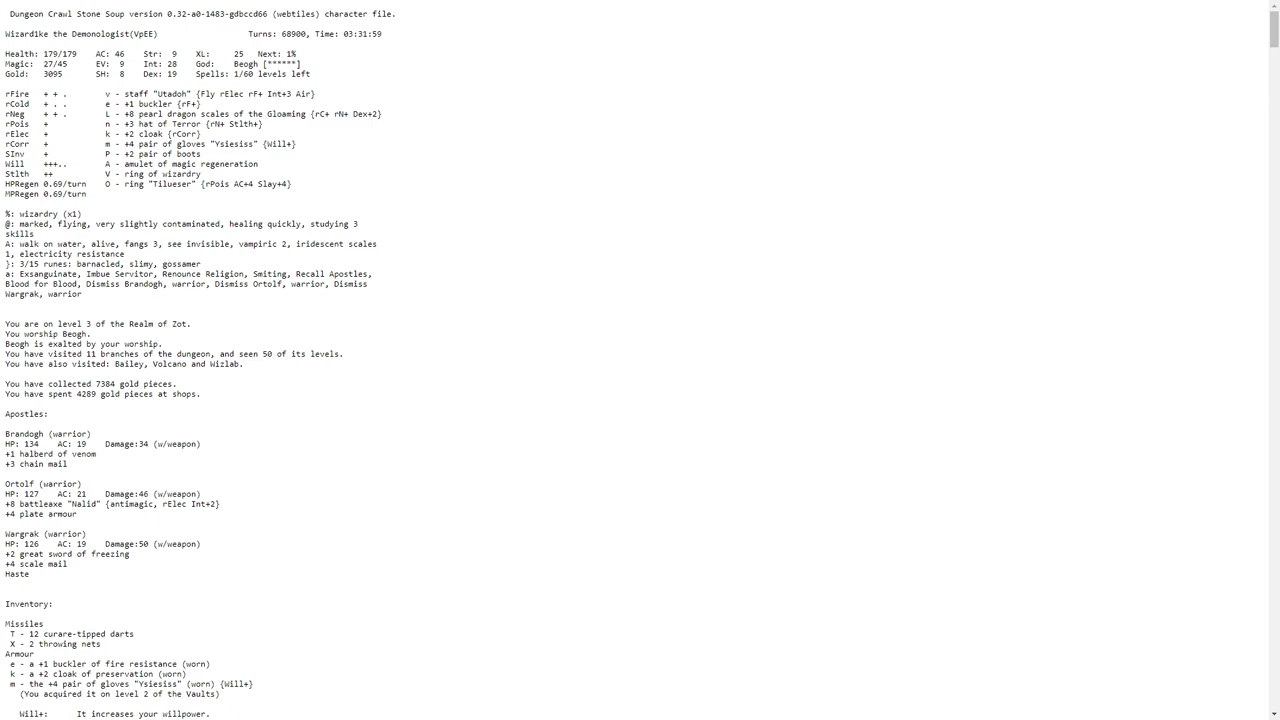 Dungeon Crawl Stone Soup version 0.32-a0-1483-gdbccd66 (webtiles) character file.
Wizard1ke the Demonologist(VpEE) Turns: 68900, Time: 03:31:59
Health: 179/179 AC: 46 Str: 9 XL: 25 Next: 1%
Magic: 27/45 EV: 9 Int: 28 God: Beogh [******]
Gold: 3095 SH: 8 Dex: 19 Spells: 1/60 levels left
rFire + + . v - staff "Utadoh" {Fly rElec rF+ Int+3 Air}
rCold + . . e - +1 buckler {rF+}
rNeg + + . L - +8 pearl dragon scales of the Gloaming {rC+ rN+ Dex+2}
rPois + n - +3 hat of Terror {rN+ Stlth+}
rElec + k - +2 cloak {rCorr}
rCorr + m - +4 pair of gloves "Ysiesiss" {Will+}
SInv + P - +2 pair of boots
Will +++.. A - amulet of magic regeneration
Stlth ++ V - ring of wizardry
HPRegen 0.69/turn O - ring "Tilueser" {rPois AC+4 Slay+4}
MPRegen 0.69/turn
%: wizardry (x1)
@: marked, flying, very slightly contaminated, healing quickly, studying 3
skills
A: walk on water, alive, fangs 3, see invisible, vampiric 2, iridescent scales
1, electricity resistance
}: 3/15 runes: barnacled, slimy, gossamer
a: Exsanguinate, Imbue Servitor, Renounce Religion, Smiting, Recall Apostles,
Blood for Blood, Dismiss Brandogh, warrior, Dismiss Ortolf, warrior, Dismiss
Wargrak, warrior
You are on level 3 of the Realm of Zot.
You worship Beogh.
Beogh is exalted by your worship.
You have visited 11 branches of the dungeon, and seen 50 of its levels.
You have also visited: Bailey, Volcano and Wizlab.
You have collected 7384 gold pieces.
You have spent 4289 gold pieces at shops.
Apostles:
Brandogh (warrior)
HP: 134 AC: 19 Damage:34 (w/weapon)
+1 halberd of venom
+3 chain mail
Ortolf (warrior)
HP: 127 AC: 21 Damage:46 (w/weapon)
+8 battleaxe "Nalid" {antimagic, rElec Int+2}
+4 plate armour
Wargrak (warrior)
HP: 126 AC: 19 Damage:50 (w/weapon)
+2 great sword of freezing
+4 scale mail
Haste
Inventory:
Missiles
T - 12 curare-tipped darts
X - 2 throwing nets
Armour
e - a +1 buckler of fire resistance (worn)
k - a +2 cloak of preservation (worn)
m - the +4 pair of gloves "Ysiesiss" (worn) {Will+}
(You acquired it on level 2 of the Vaults)
Will+: It increases your willpower.